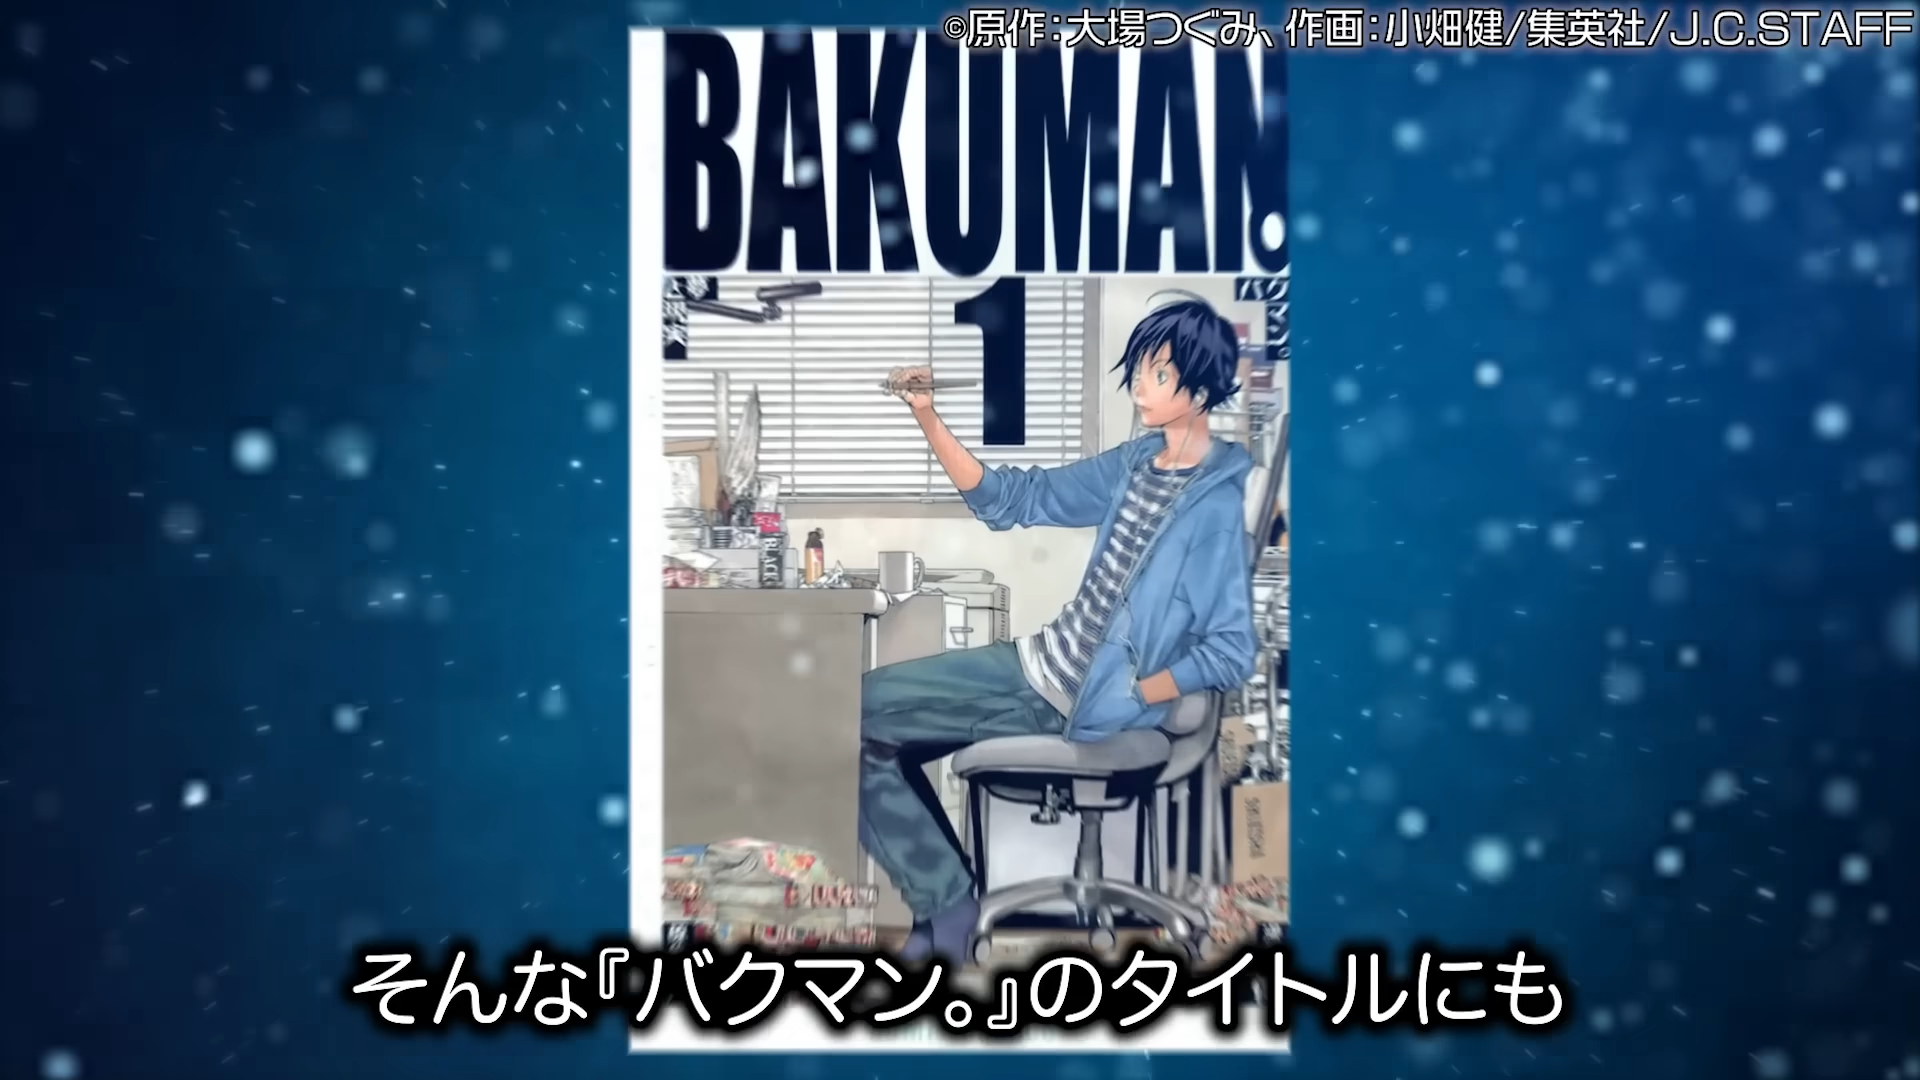 ©原作：大場つぐみ、作画：小畑健/集英社/J.C.STAFF
BAKUMAN。
1
バクマン。
BLACK
そんな『バクマン。』のタイトルにも